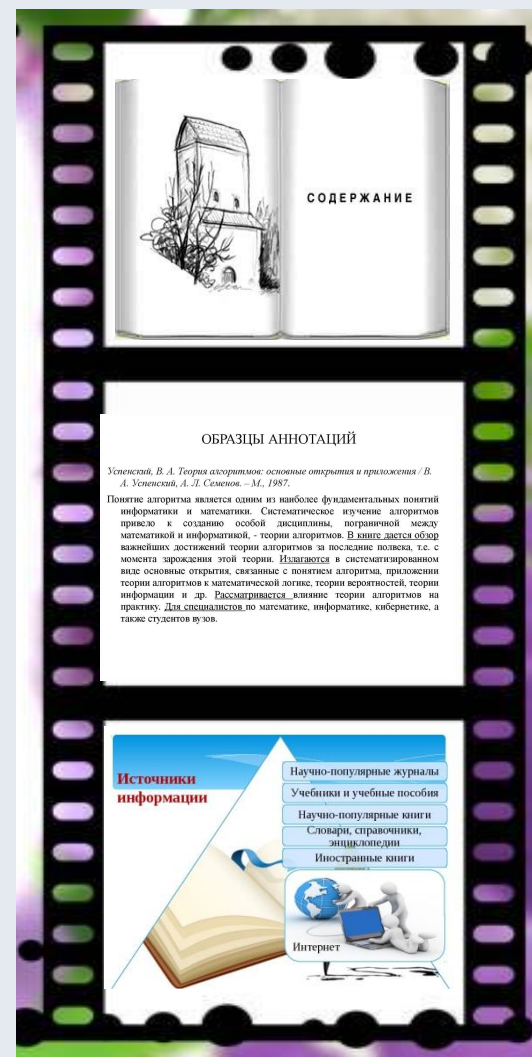 СОДЕРЖАНИЕ
ОБРАЗЦЫ АННОТАЦИЙ
Успенский, В. А. Теория алгоритмов: основные открытия и приложения / В.
А. Успенский, А. Л. Семенов. – М., 1987.
Понятие алгоритма является одним из наиболее фундаментальных понятий
информатики и математики. Систематическое изучение алгоритмов
привело к созданию особой дисциплины, пограничной между
математикой и информатикой, - теории алгоритмов. В книге дается обзор
важнейших достижений теории алгоритмов за последние полвека, т.е. с
момента зарождения этой теории. Излагаются в систематизированном
виде основные открытия, связанные с понятием алгоритма, приложении
теории алгоритмов к математической логике, теории вероятностей, теории
информации и др. Рассматривается влияние теории алгоритмов на
практику. Для специалистов по математике, информатике, кибернетике, а
также студентов вузов.
Источники
информации
Научно-популярные журналы
Учебники и учебные пособия
Научно-популярные книги
Словари, справочники,
энциклопедии
Иностранные книги
Интернет